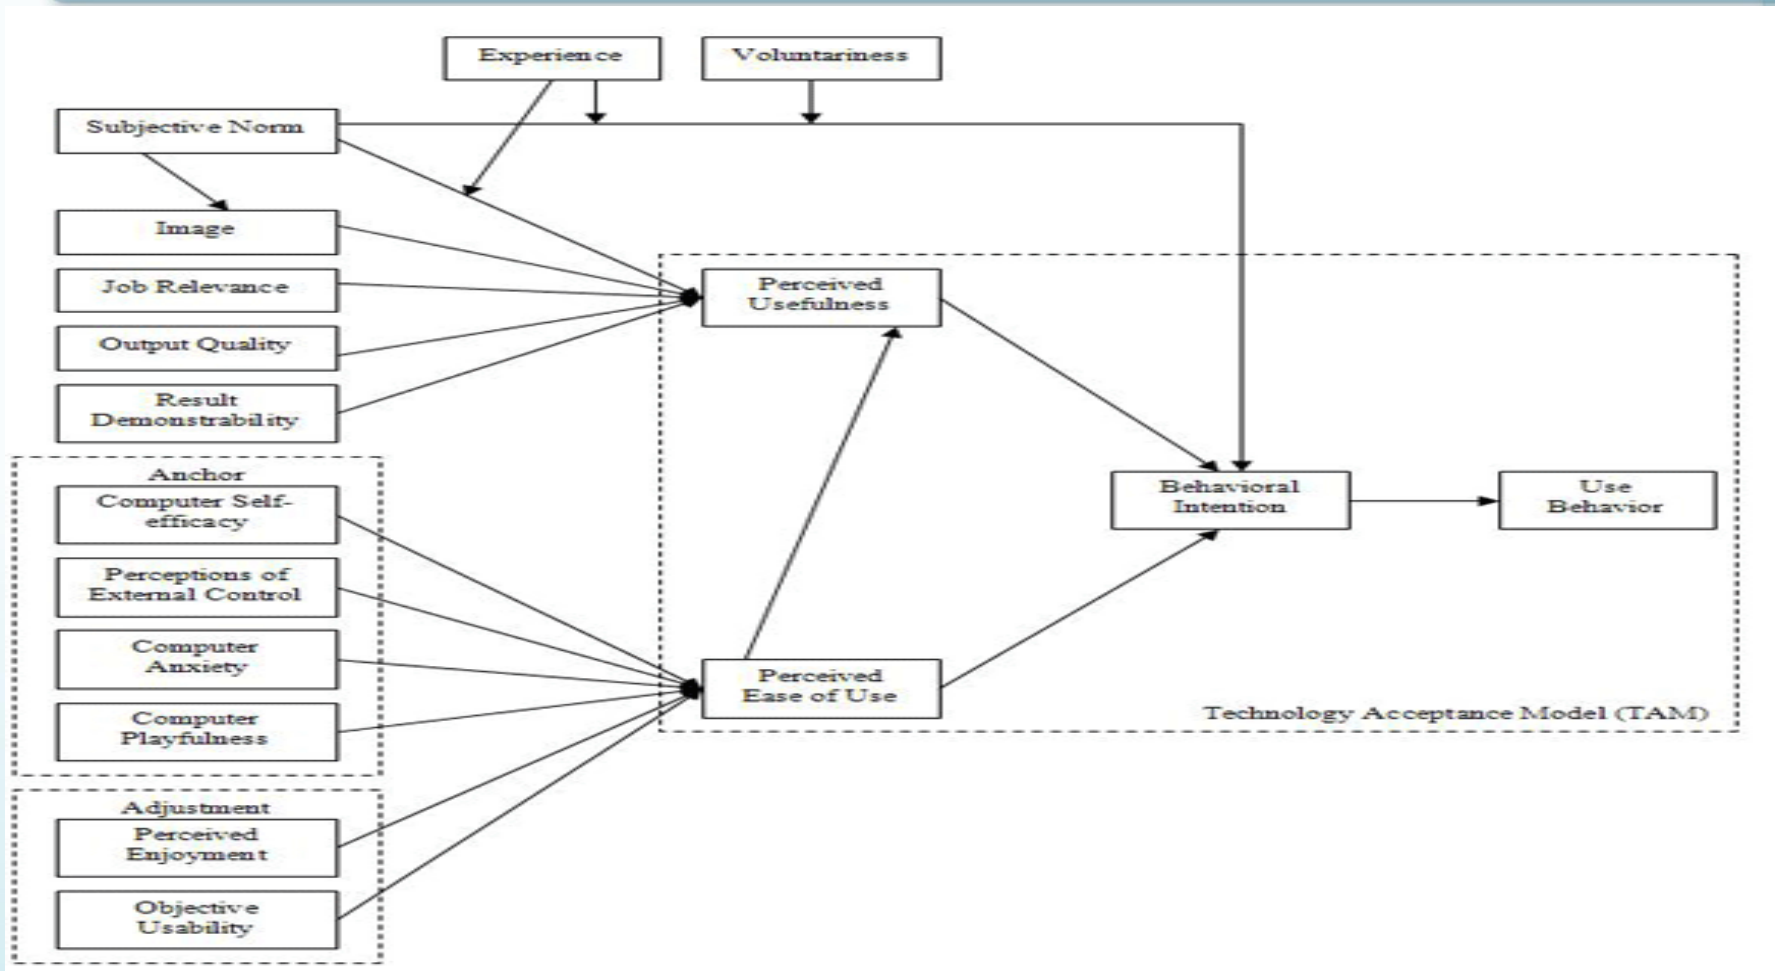 Experience
Voluntariness
Subjective Norm
Image
Job Relevance
Output Quality
Result
Demonstrability
Anchor
Computer Self-
efficacy
Perceptions of
External Control
Computer
Anxiety
Computer
Playfulness
Adjustment
Perceived
Enjoyment
Objective
Usability
Perceived
Usefulness
Perceived
Ease of Use
Behavioral
Intention
Use
Behavior
Technology Acceptance Model (TAM)